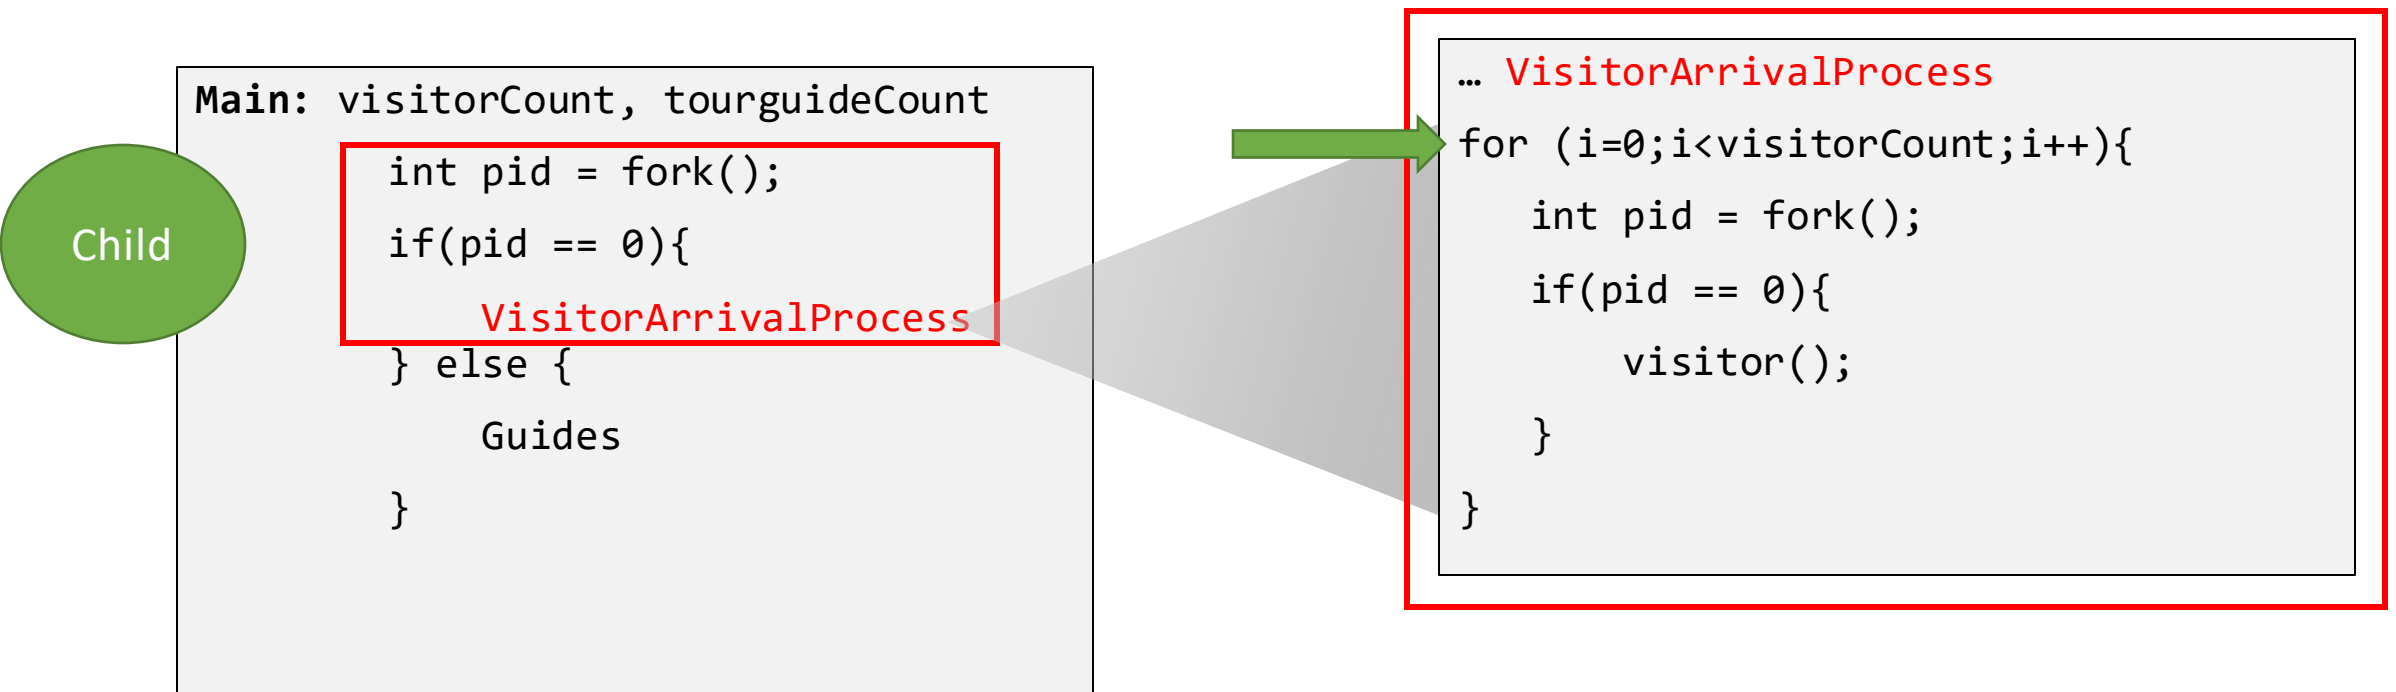 Child
Main: visitorCount, tourguideCount
int pid = fork();
if(pid == 0){
VisitorArrivalProcess
} else {
Guides
}
… VisitorArrivalProcess
for (i=0;i<visitorCount;i++){
int pid = fork();
if(pid == 0){
visitor();
}
}